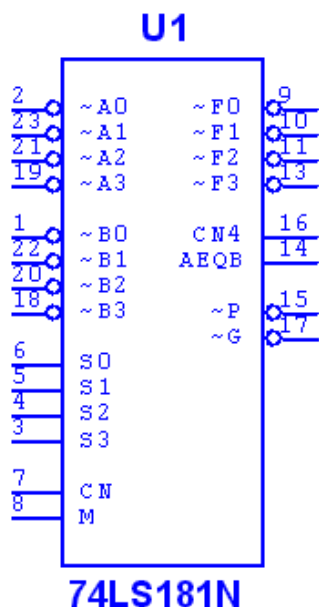 U1
2 ~A0 ~F0 9
23 ~A1 ~F1 10
21 ~A2 ~F2 11
19 ~A3 ~F3 13
1 ~B0 CN4 16
22 ~B1 AEQB 14
20 ~B2
18 ~B3 ~P 15
~G 17
6 S0
5 S1
4 S2
3 S3
7 CN
8 M
74LS181N